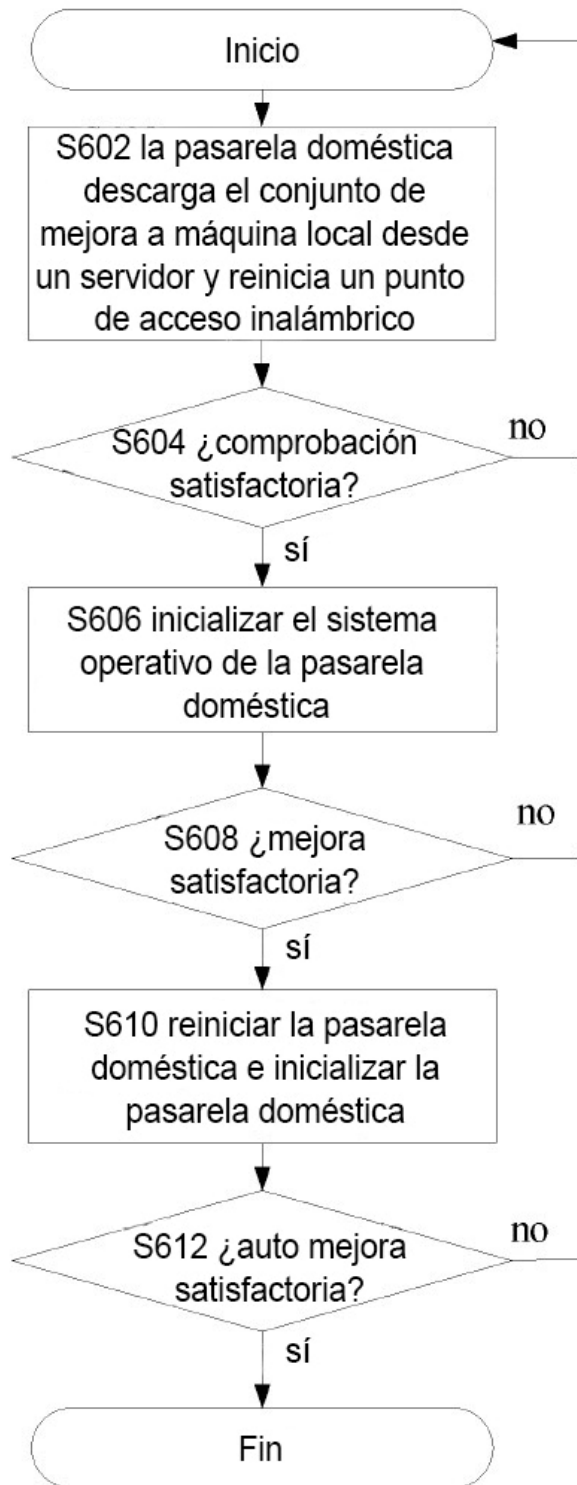 Inicio
S602 la pasarela doméstica
descarga el conjunto de
mejora a máquina local desde
un servidor y reinicia un punto
de acceso inalámbrico
S604 ¿comprobación
satisfactoria?
no
sí
S606 inicializar el sistema
operativo de la pasarela
doméstica
S608 ¿mejora
satisfactoria?
no
sí
S610 reiniciar la pasarela
doméstica e inicializar la
pasarela doméstica
S612 ¿auto mejora
satisfactoria?
no
sí
Fin